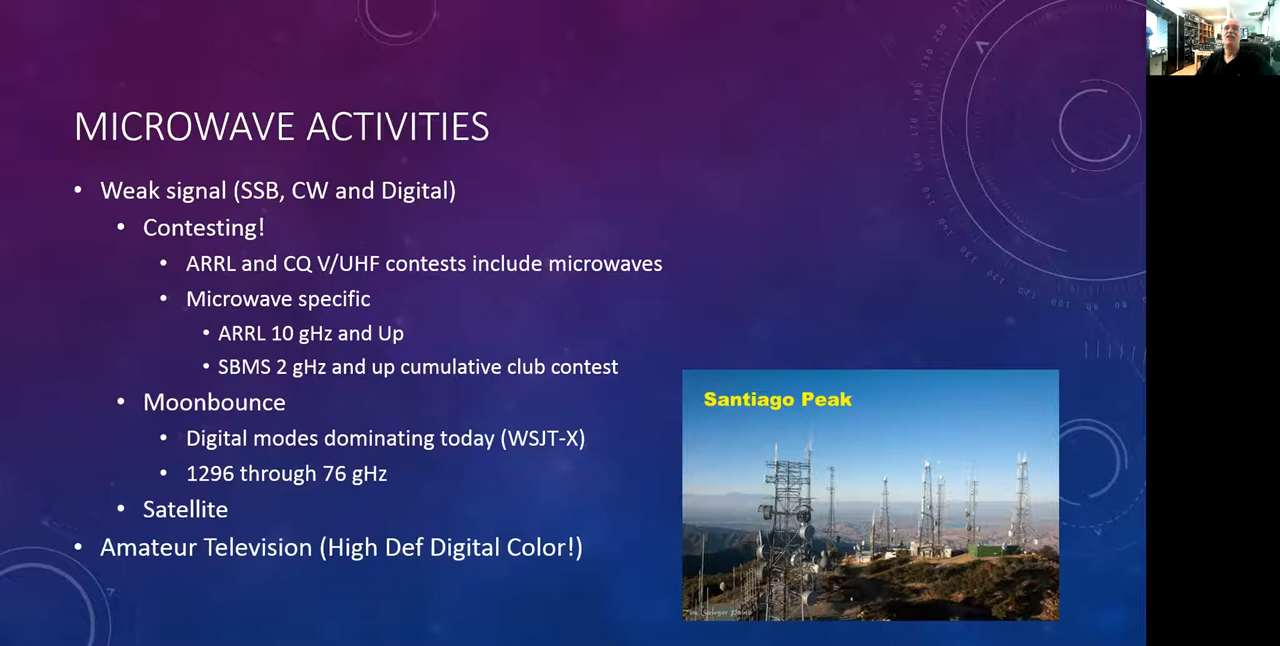 MICROWAVE ACTIVITIES
• Weak signal (SSB, CW and Digital)
• Contesting!
• ARRL and CQ V/UHF contests include microwaves
• Microwave specific
• ARRL 10 gHz and Up
• SBMS 2 gHz and up cumulative club contest
• Moonbounce
• Digital modes dominating today (WSJT-X)
• 1296 through 76 gHz
• Satellite
• Amateur Television (High Def Digital Color!)
Santiago Peak